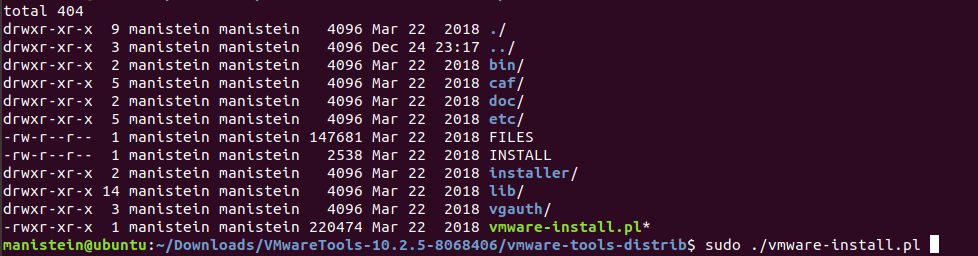 total 404
drwxr-xr-x  9 manistein manistein   4096 Mar 22  2018 ./
drwxr-xr-x  3 manistein manistein   4096 Dec 24 23:17 ../
drwxr-xr-x  2 manistein manistein   4096 Mar 22  2018 bin/
drwxr-xr-x  5 manistein manistein   4096 Mar 22  2018 caf/
drwxr-xr-x  2 manistein manistein   4096 Mar 22  2018 doc/
drwxr-xr-x  5 manistein manistein   4096 Mar 22  2018 etc/
-rw-r--r--  1 manistein manistein 147681 Mar 22  2018 FILES
-rw-r--r--  1 manistein manistein   2538 Mar 22  2018 INSTALL
drwxr-xr-x  2 manistein manistein   4096 Mar 22  2018 installer/
drwxr-xr-x 14 manistein manistein   4096 Mar 22  2018 lib/
drwxr-xr-x  3 manistein manistein   4096 Mar 22  2018 vgauth/
-rwxr-xr-x  1 manistein manistein 220474 Mar 22  2018 vmware-install.pl*
manistein@ubuntu:~/Downloads/VMwareTools-10.2.5-8068406/vmware-tools-distrib$ sudo ./vmware-install.pl